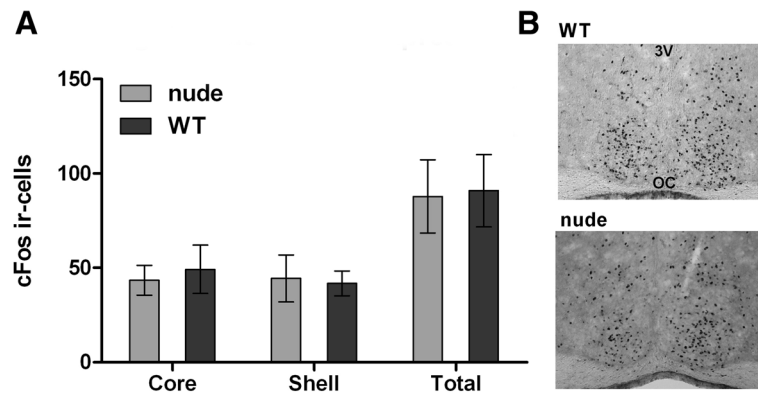 A
cFos ir-cells
150
100
50
0
nude
WT
Core
Shell
Total
B
WT
3V
OC
nude